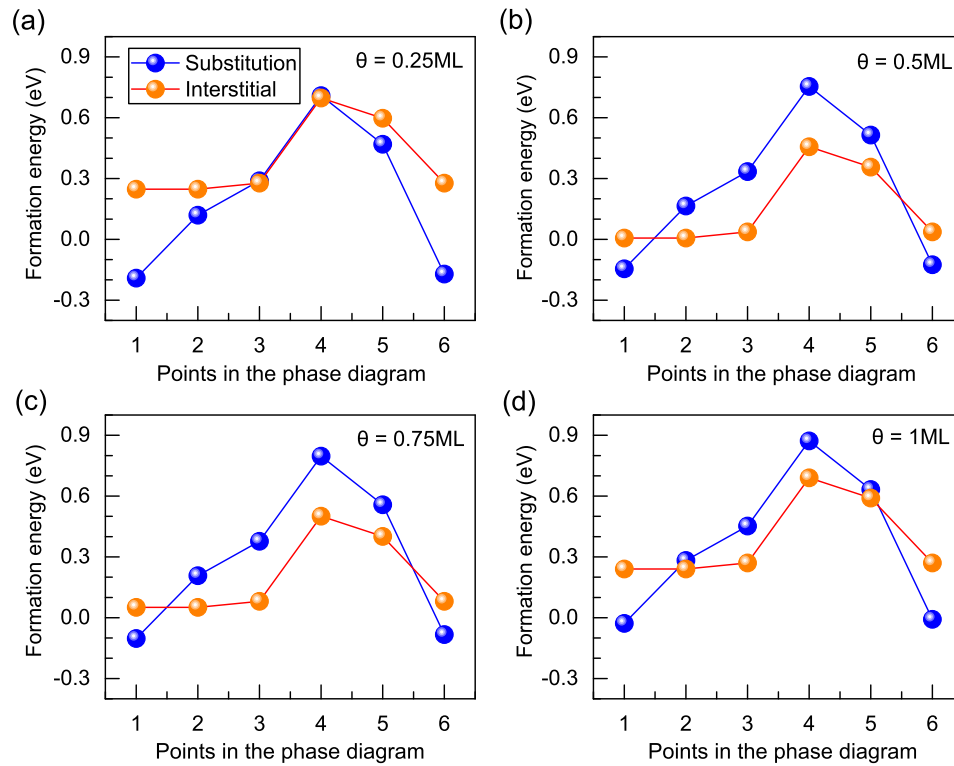 (a)
Formation energy (eV)
0.9
0.6
0.3
0.0
-0.3
Substitution
Interstitial
θ = 0.25ML
1 2 3 4 5 6
Points in the phase diagram
(b)
Formation energy (eV)
0.9
0.6
0.3
0.0
-0.3
θ = 0.5ML
1 2 3 4 5 6
Points in the phase diagram
(c)
Formation energy (eV)
0.9
0.6
0.3
0.0
-0.3
θ = 0.75ML
1 2 3 4 5 6
Points in the phase diagram
(d)
Formation energy (eV)
0.9
0.6
0.3
0.0
-0.3
θ = 1ML
1 2 3 4 5 6
Points in the phase diagram